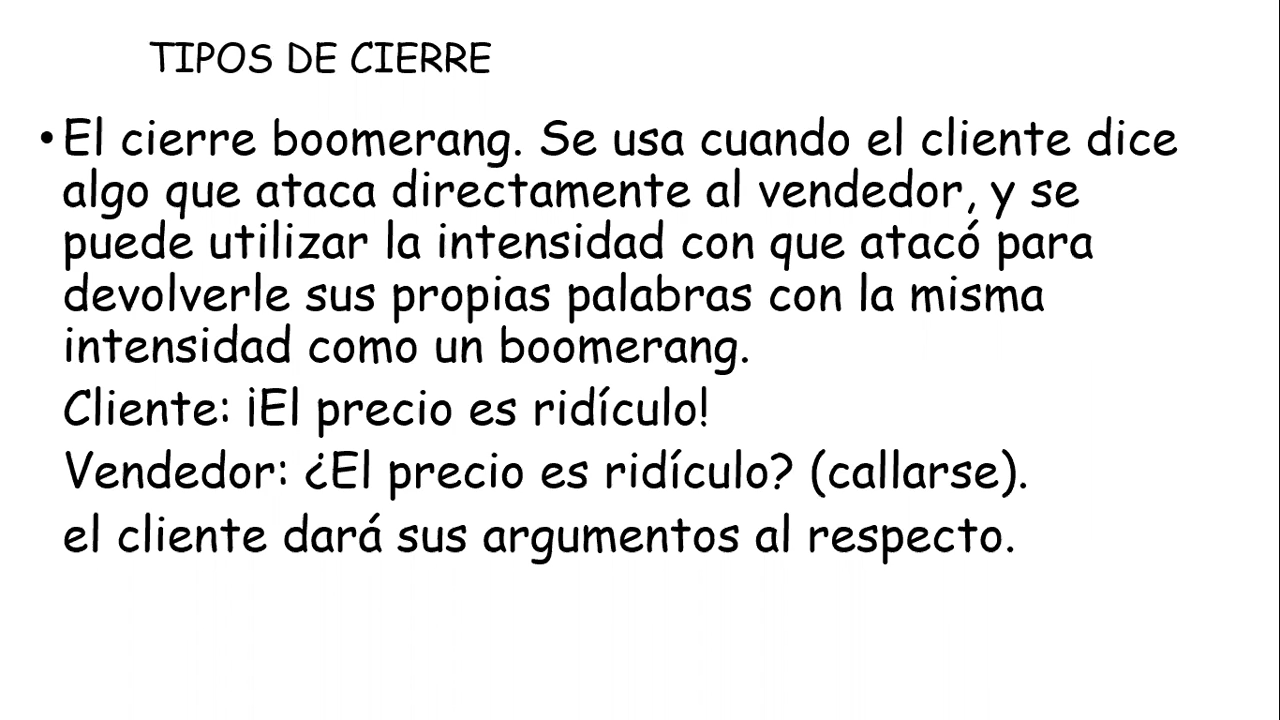 TIPOS DE CIERRE
• El cierre boomerang. Se usa cuando el cliente dice
algo que ataca directamente al vendedor, y se
puede utilizar la intensidad con que atacó para
devolverle sus propias palabras con la misma
intensidad como un boomerang.
Cliente: ¡El precio es ridículo!
Vendedor: ¿El precio es ridículo? (callarse).
el cliente dará sus argumentos al respecto.